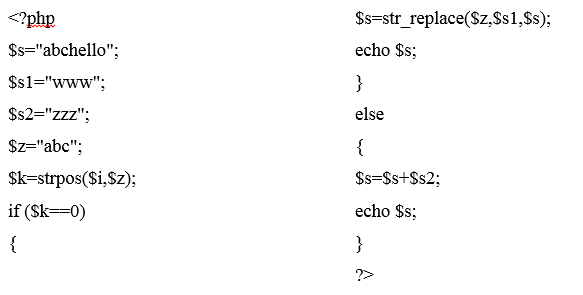 <?php
$s="abchello";
$s1="www";
$s2="zzz";
$z="abc";
$k=strpos($i,$z);
if ($k==0)
{
$s=str_replace($z,$s1,$s);
echo $s;
}
else
{
$s=$s+$s2;
echo $s;
}
?>